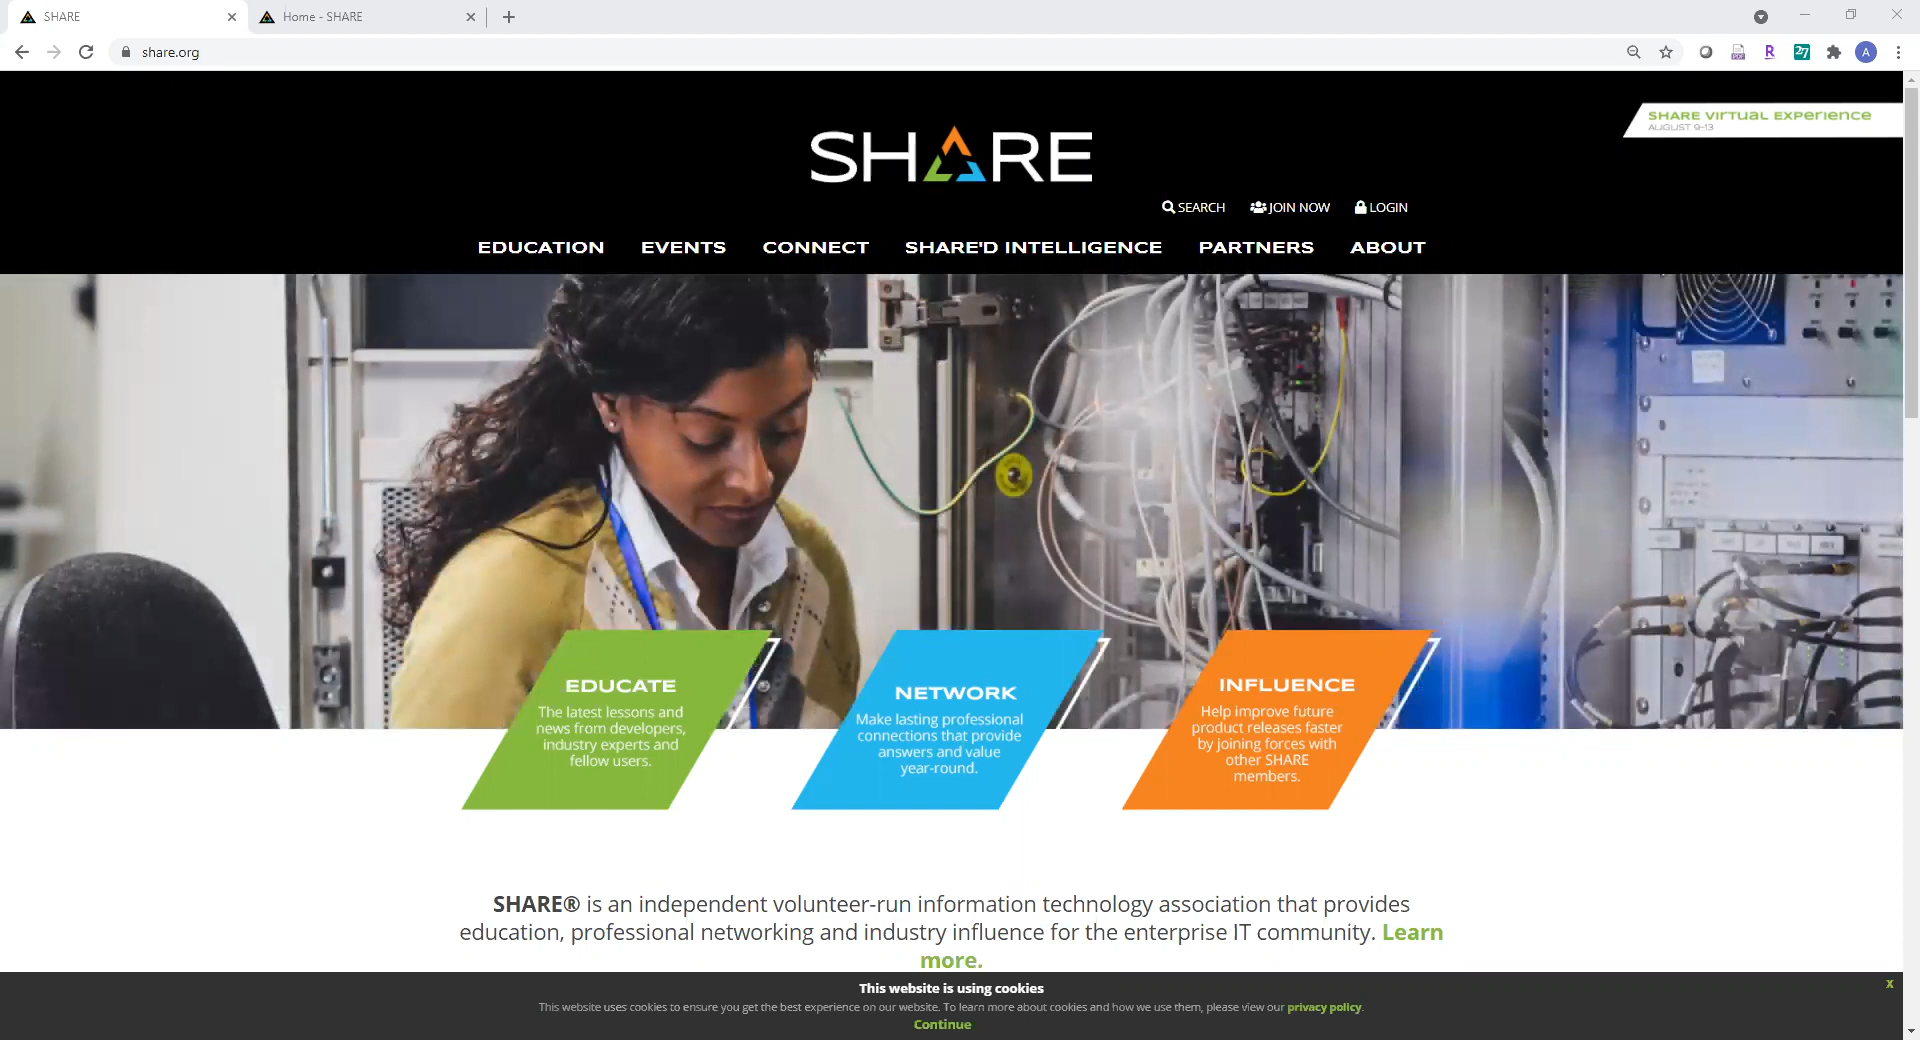 SHARE
Home - SHARE
share.org
A
SHARE VIRTUAL EXPERIENCE
AUGUST 9-13
SHARE
SEARCH
JOIN NOW
LOGIN
EDUCATION
EVENTS
CONNECT
SHARE'D INTELLIGENCE
PARTNERS
ABOUT
EDUCATE
The latest lessons and
news from developers,
industry experts and
fellow users.
NETWORK
Make lasting professional
connections that provide
answers and value
year-round.
INFLUENCE
Help improve future
product releases faster
by joining forces with
other SHARE
members.
SHARE® is an independent volunteer-run information technology association that provides
education, professional networking and industry influence for the enterprise IT community. Learn
more.
This website is using cookies
x
This website uses cookies to ensure you get the best experience on our website. To learn more about cookies and how we use them, please view our privacy policy.
Continue